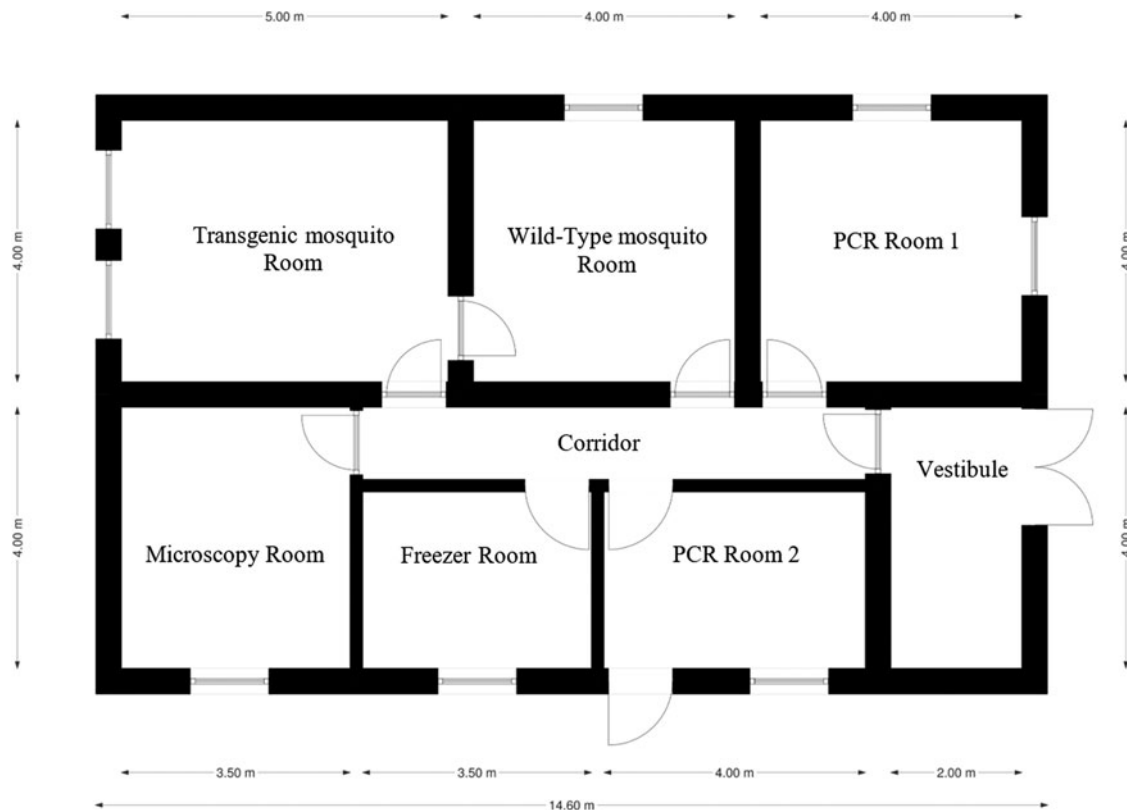 5.00 m
4.00 m
4.00 m
4.00 m
4.00 m
Transgenic mosquito
Room
Wild-Type mosquito
Room
PCR Room 1
Corridor
Vestibule
4.00 m
4.00 m
Microscopy Room
Freezer Room
PCR Room 2
3.50 m
3.50 m
4.00 m
2.00 m
14.60 m